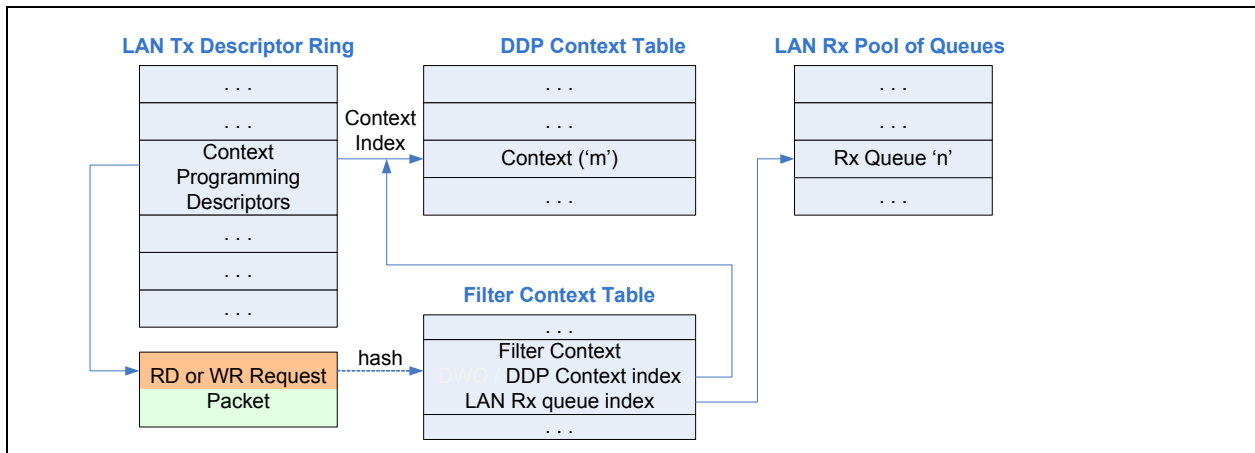 LAN Tx Descriptor Ring
DDP Context Table
LAN Rx Pool of Queues
. . .
. . .
Context
Programming
Descriptors
. . .
. . .
. . .
Context
Index
. . .
. . .
Context (‘m’)
. . .
. . .
. . .
Rx Queue ‘n’
. . .
Filter Context Table
. . .
Filter Context
DDP Context index
LAN Rx queue index
. . .
hash
RD or WR Request
Packet